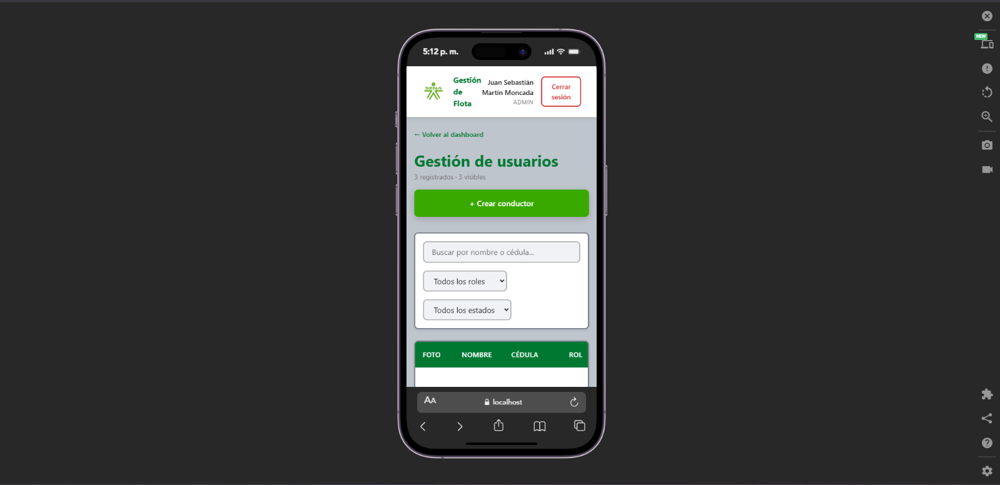 NEW
5:12 p. m.
SENA
Gestión
de
Flota
Juan Sebastián
Martín Moncada
ADMIN
Cerrar
sesión
← Volver al dashboard
Gestión de usuarios
3 registrados · 3 visibles
+ Crear conductor
Buscar por nombre o cédula...
Todos los roles
Todos los estados
FOTO NOMBRE CÉDULA ROL
AA localhost